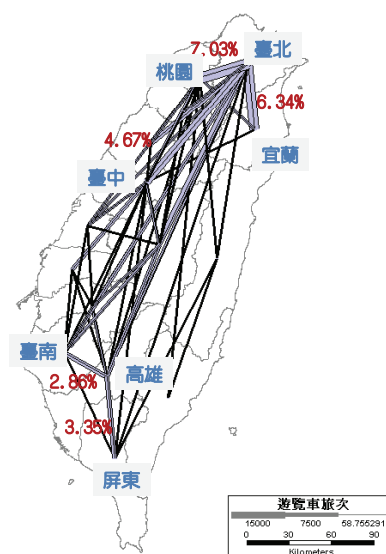 7.03%
臺北
桃園
6.34%
4.67%
宜蘭
臺中
臺南
2.86%
高雄
3.35%
屏東
遊覽車旅次
15000 7500 58.755291
0 30 60 90
Kilometers